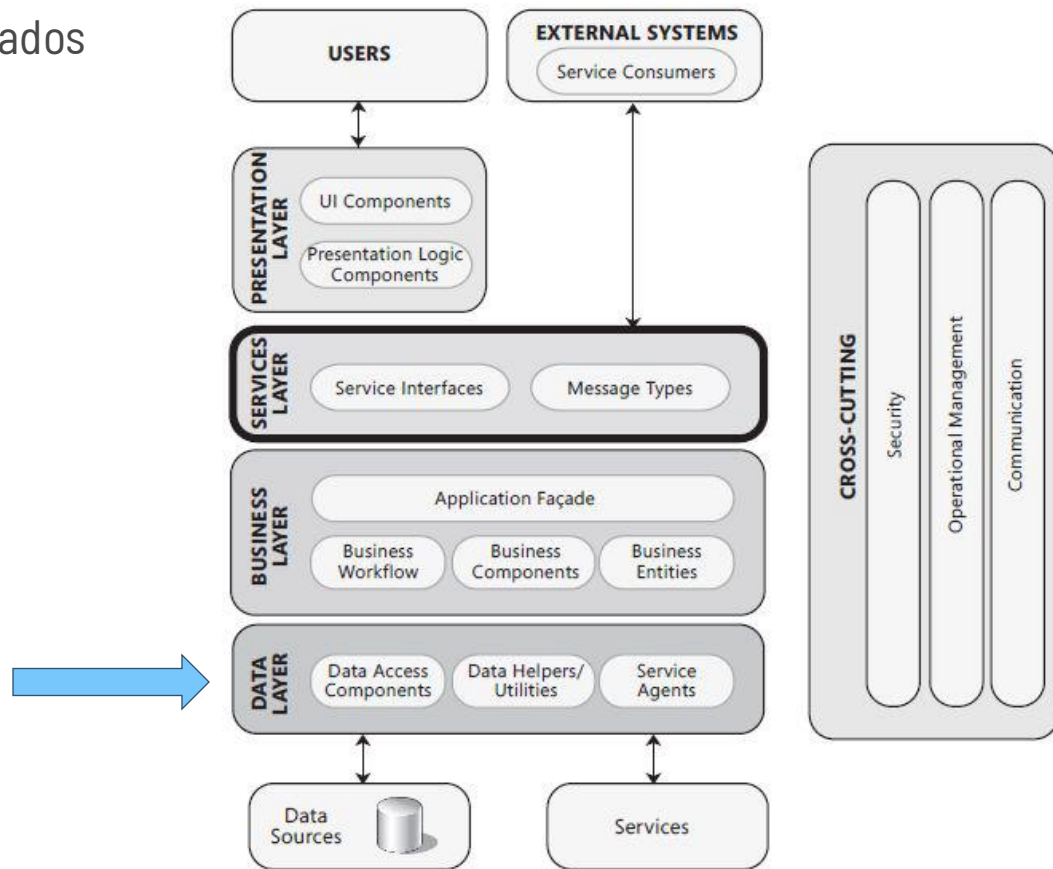 ados
USERS
EXTERNAL SYSTEMS
Service Consumers
PRESENTATION
LAYER
UI Components
Presentation Logic
Components
SERVICES
LAYER
Service Interfaces
Message Types
BUSINESS
LAYER
Application Façade
Business
Workflow
Business
Components
Business
Entities
DATA
LAYER
Data Access
Components
Data Helpers/
Utilities
Service
Agents
Data
Sources
Services
CROSS-CUTTING
Security
Operational Management
Communication